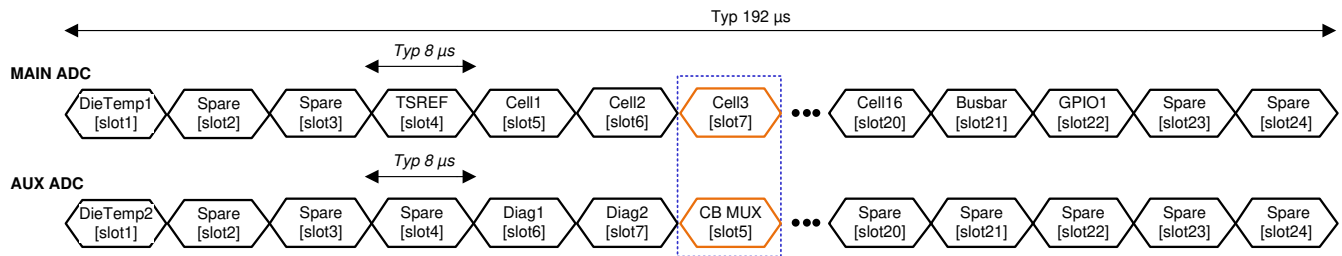 Typ 192 µs
Typ 8 µs
MAIN ADC
DieTemp1 Spare Spare TSREF Cell1 Cell2 Cell3 Cell16 Busbar GPIO1 Spare Spare
[slot1] [slot2] [slot3] [slot4] [slot5] [slot6] [slot7] [slot20] [slot21] [slot22] [slot23] [slot24]
Typ 8 µs
AUX ADC
DieTemp2 Spare Spare Spare Diag1 Diag2 CB MUX Spare Spare Spare Spare Spare
[slot1] [slot2] [slot3] [slot4] [slot6] [slot7] [slot5] [slot20] [slot21] [slot22] [slot23] [slot24]